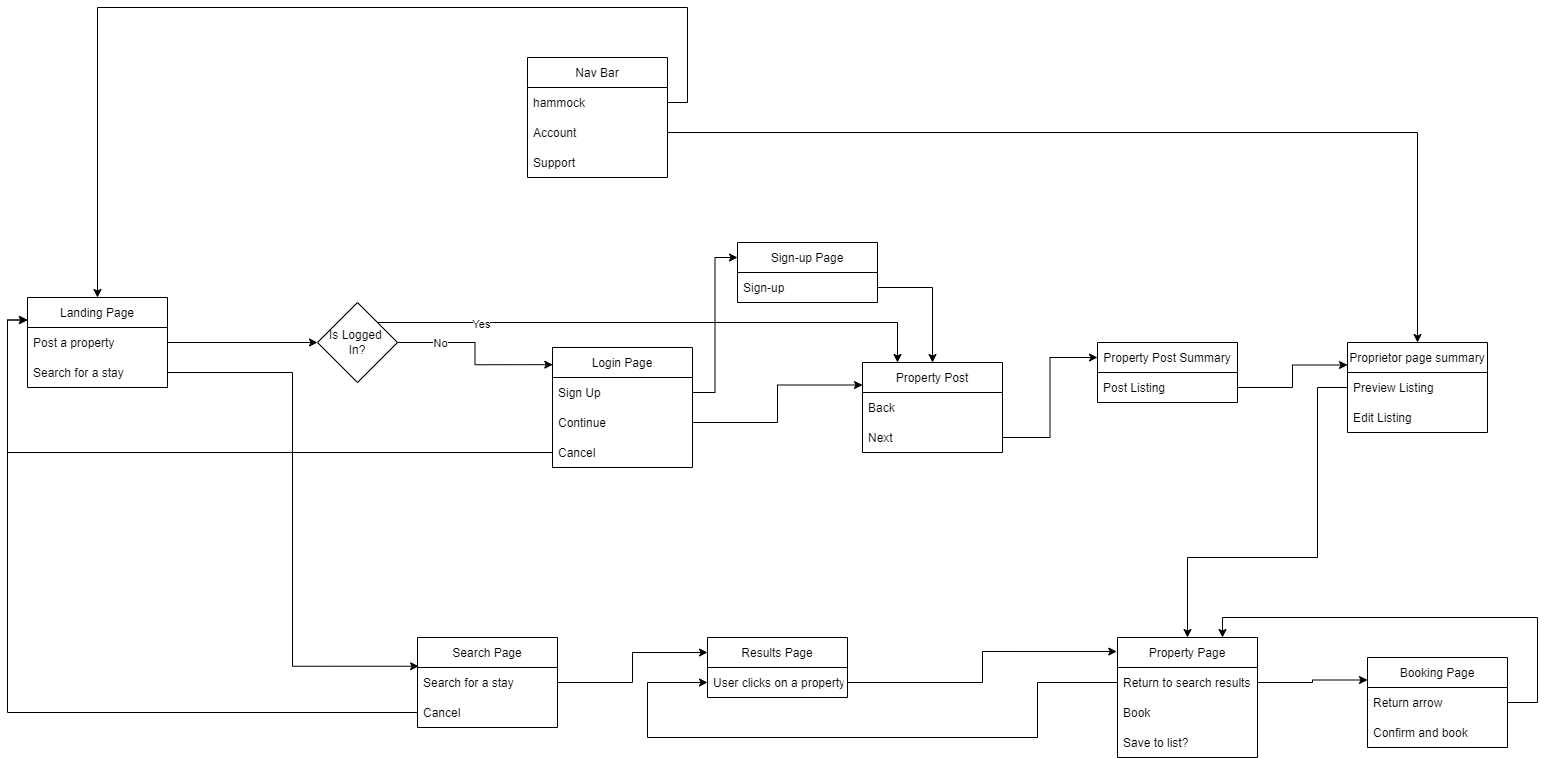 Nav Bar
hammock
Account
Support
Sign-up Page
Sign-up
Landing Page
Post a property
Search for a stay
Is Logged
In?
Yes
No
Login Page
Sign Up
Continue
Cancel
Property Post
Back
Next
Property Post Summary
Post Listing
Proprietor page summary
Preview Listing
Edit Listing
Search Page
Search for a stay
Cancel
Results Page
User clicks on a property
Property Page
Return to search results
Book
Save to list?
Booking Page
Return arrow
Confirm and book